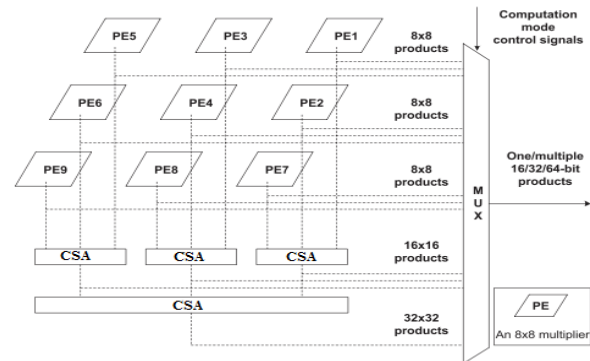 PE5
PE3
PE1
8x8
products
Computation
mode
control signals
PE6
PE4
PE2
8x8
products
PE9
PE8
PE7
8x8
products
One/multiple
16/32/64-bit
products
M
U
X
CSA
CSA
CSA
16x16
products
CSA
32x32
products
PE
An 8x8 multiplier